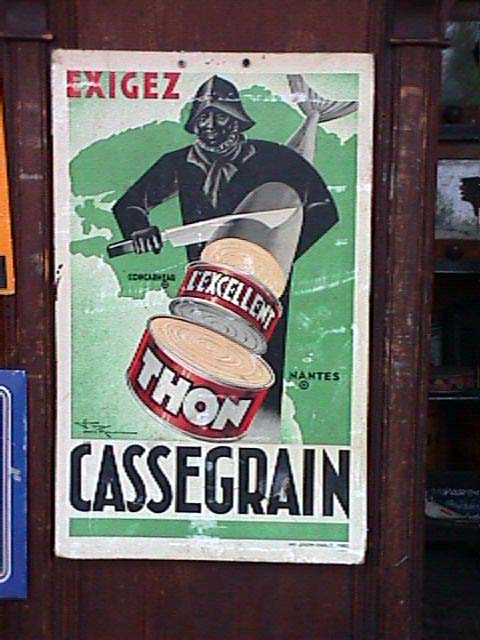 EXIGEZ
CONCARNEAU
L'EXCELLENT
THON
NANTES
CASSEGRAIN